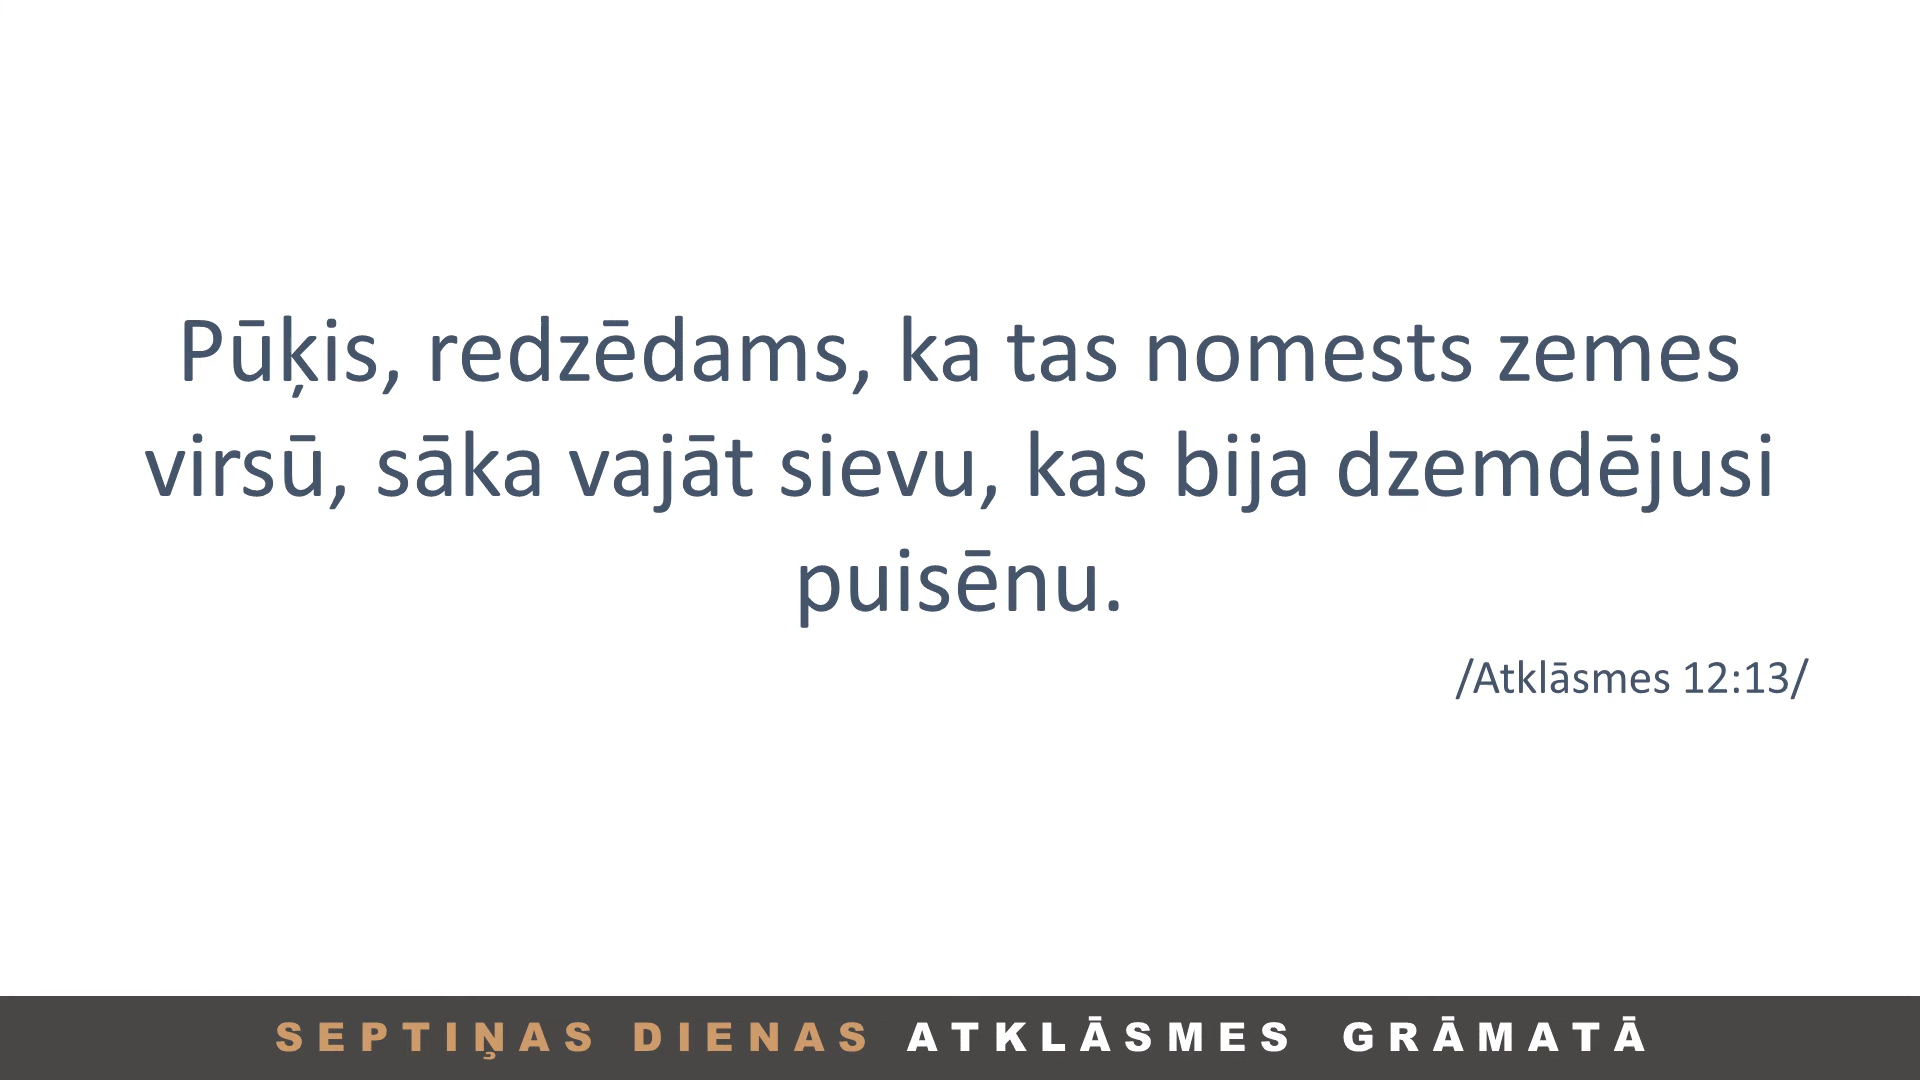 Pūķis, redzēdams, ka tas nomests zemes
virsū, sāka vajāt sievu, kas bija dzemdējusi
puisēnu.
/Atklāsmes 12:13/
SEPTIŅAS DIENAS ATKLĀSMES GRĀMATĀ